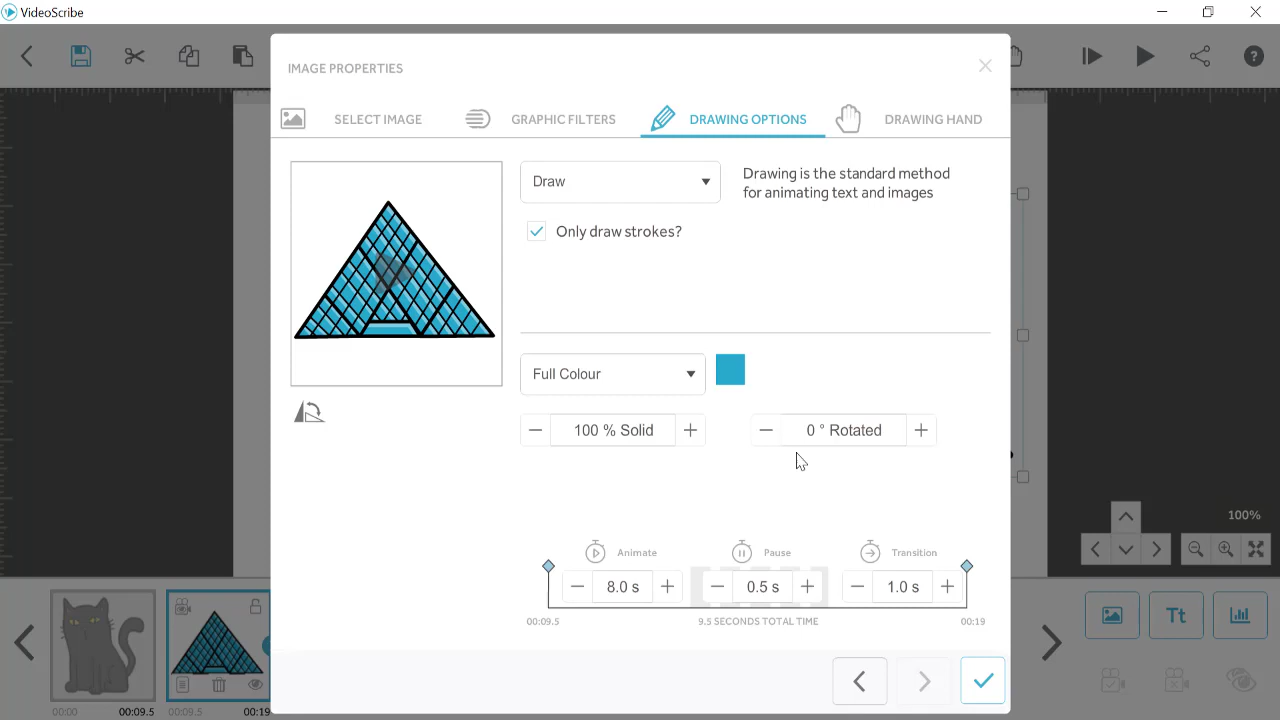 VideoScribe
IMAGE PROPERTIES
SELECT IMAGE
GRAPHIC FILTERS
DRAWING OPTIONS
DRAWING HAND
Draw
Drawing is the standard method
for animating text and images
Only draw strokes?
Full Colour
100 % Solid
0 ° Rotated
100%
Animate
Pause
Transition
8.0 s
0.5 s
1.0 s
00:09.5
9.5 SECONDS TOTAL TIME
00:19
Tt
00:00
00:09.5
00:09.5
00:19